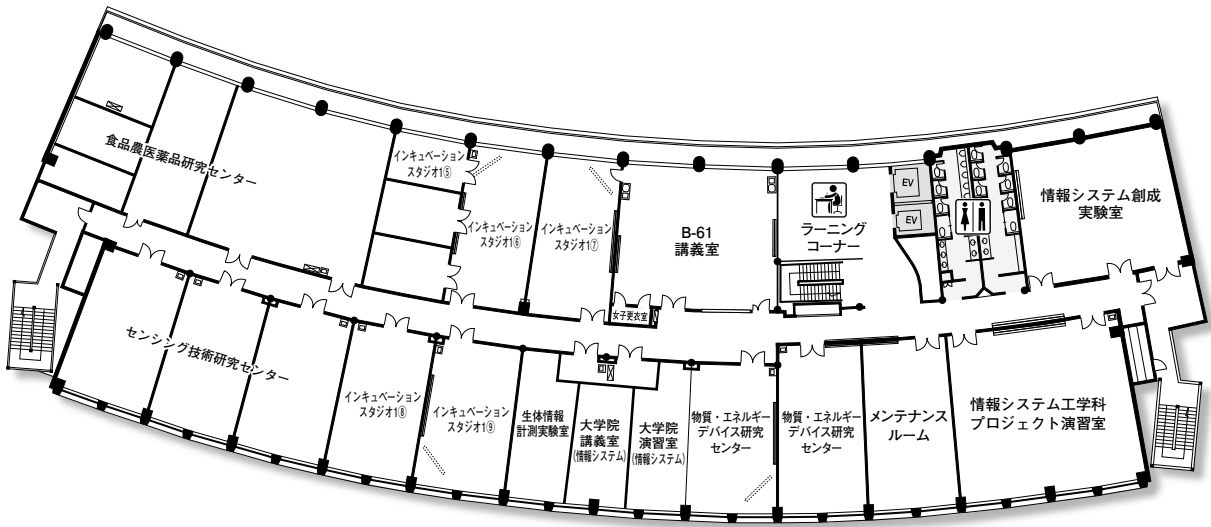 食品農医薬品研究センター
インキュベーション
スタジオ1⑤
インキュベーション
スタジオ1⑥
インキュベーション
スタジオ1⑦
B-61
講義室
女子更衣室
ラーニング
コーナー
EV
EV
情報システム創成
実験室
センシング技術研究センター
インキュベーション
スタジオ1⑧
インキュベーション
スタジオ1⑨
生体情報
計測実験室
大学院
講義室
(情報システム)
大学院
演習室
(情報システム)
物質・エネルギー
デバイス研究
センター
物質・エネルギー
デバイス研究
センター
メンテナンス
ルーム
情報システム工学科
プロジェクト演習室